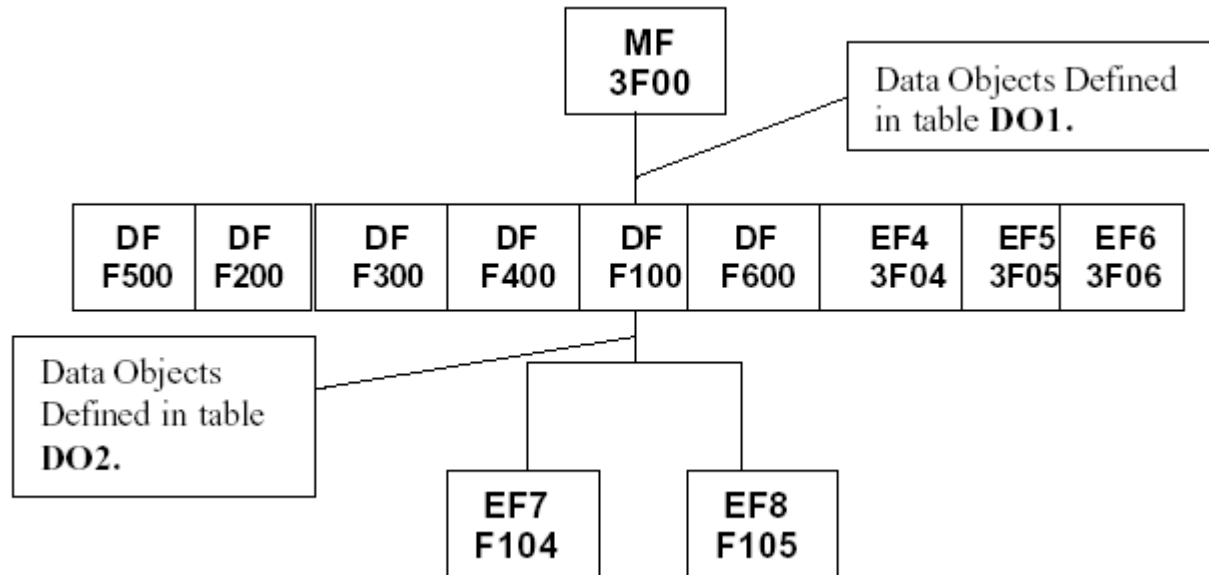 MF
3F00
Data Objects Defined
in table DO1.
DF
F500
DF
F200
DF
F300
DF
F400
DF
F100
DF
F600
EF4
3F04
EF5
3F05
EF6
3F06
Data Objects
Defined in table
DO2.
EF7
F104
EF8
F105